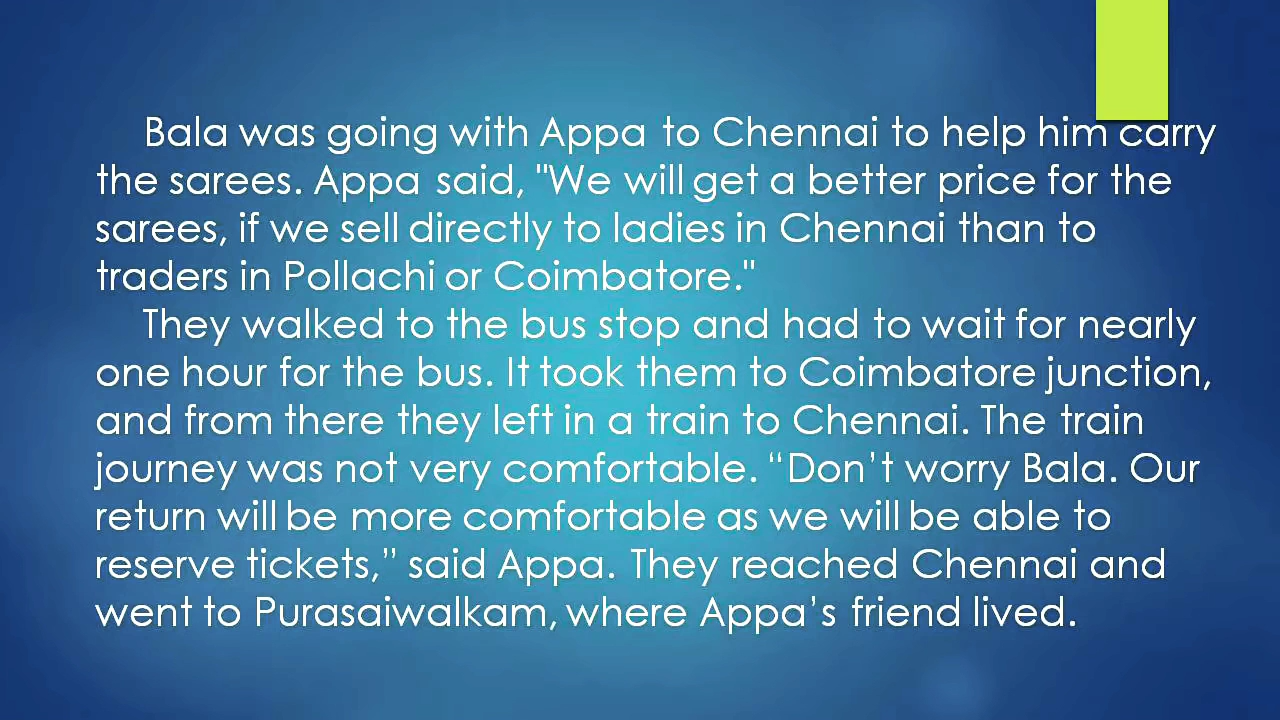 Bala was going with Appa to Chennai to help him carry
the sarees. Appa said, "We will get a better price for the
sarees, if we sell directly to ladies in Chennai than to
traders in Pollachi or Coimbatore."
They walked to the bus stop and had to wait for nearly
one hour for the bus. It took them to Coimbatore junction,
and from there they left in a train to Chennai. The train
journey was not very comfortable. “Don’t worry Bala. Our
return will be more comfortable as we will be able to
reserve tickets,” said Appa. They reached Chennai and
went to Purasaiwalkam, where Appa’s friend lived.